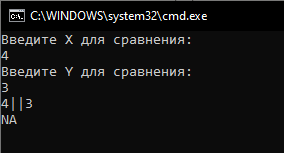 C:\WINDOWS\system32\cmd.exe
Введите X для сравнения:
4
Введите Y для сравнения:
3
4||3
NA